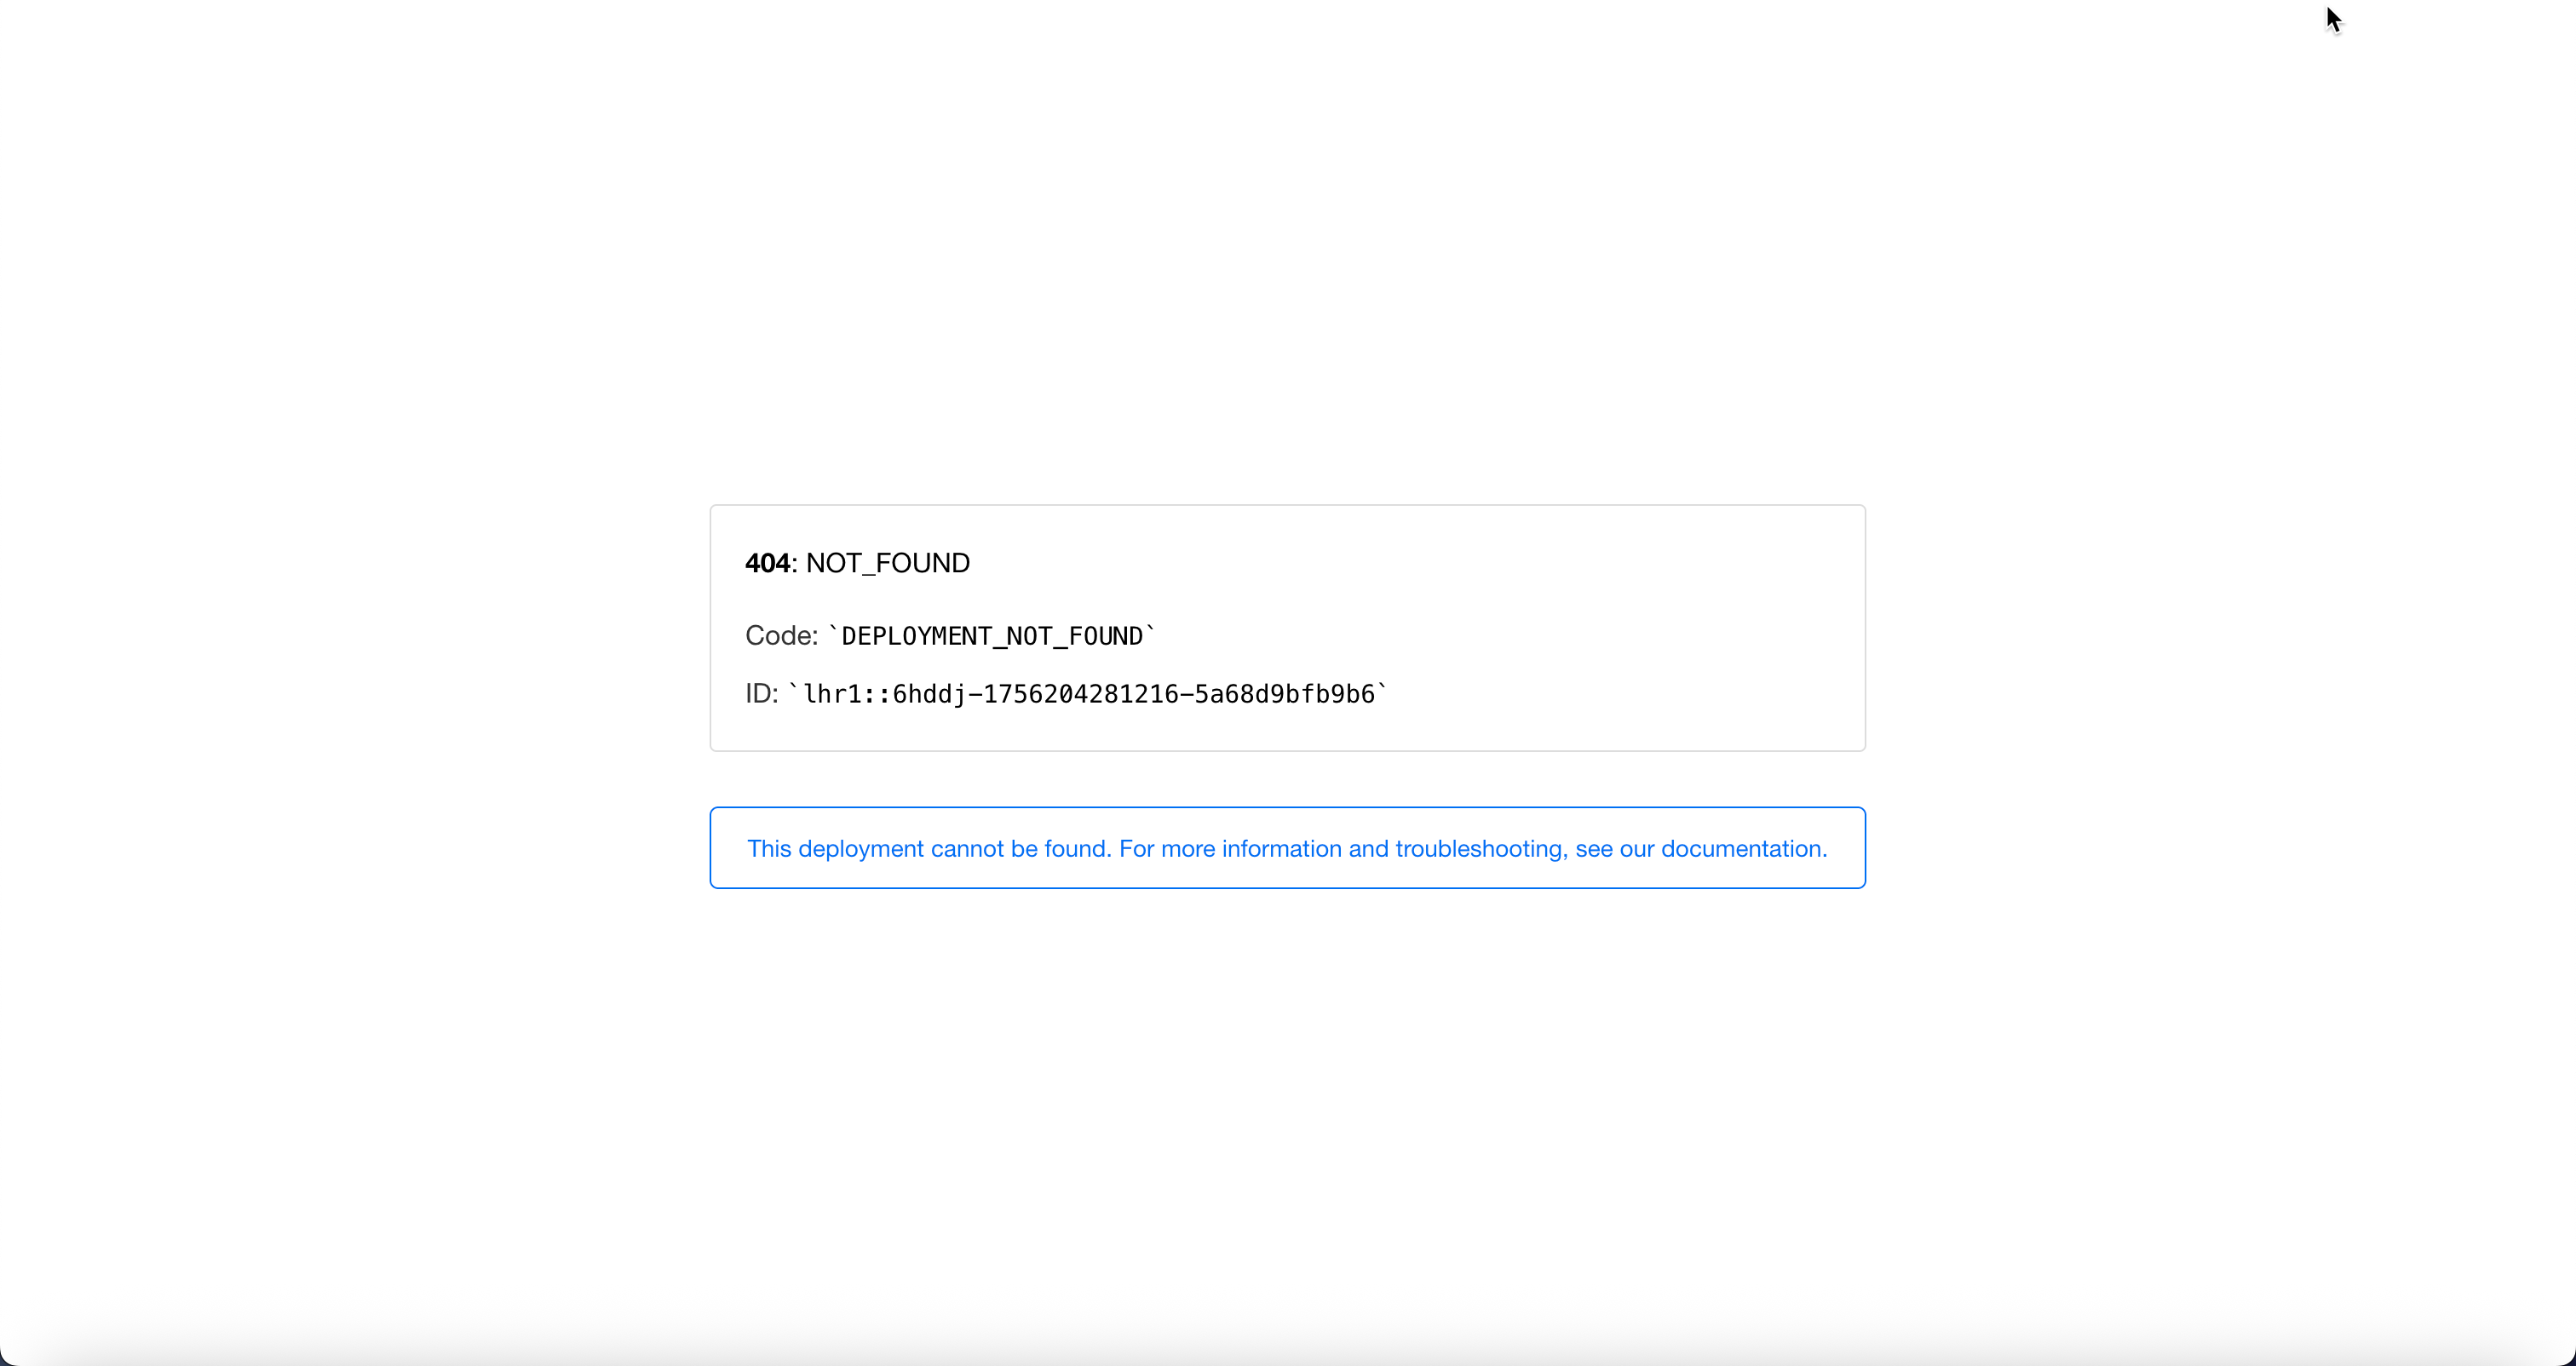 404: NOT_FOUND
Code: `DEPLOYMENT_NOT_FOUND`
ID: `lhr1::6hddj-1756204281216-5a68d9bfb9b6`
This deployment cannot be found. For more information and troubleshooting, see our documentation.